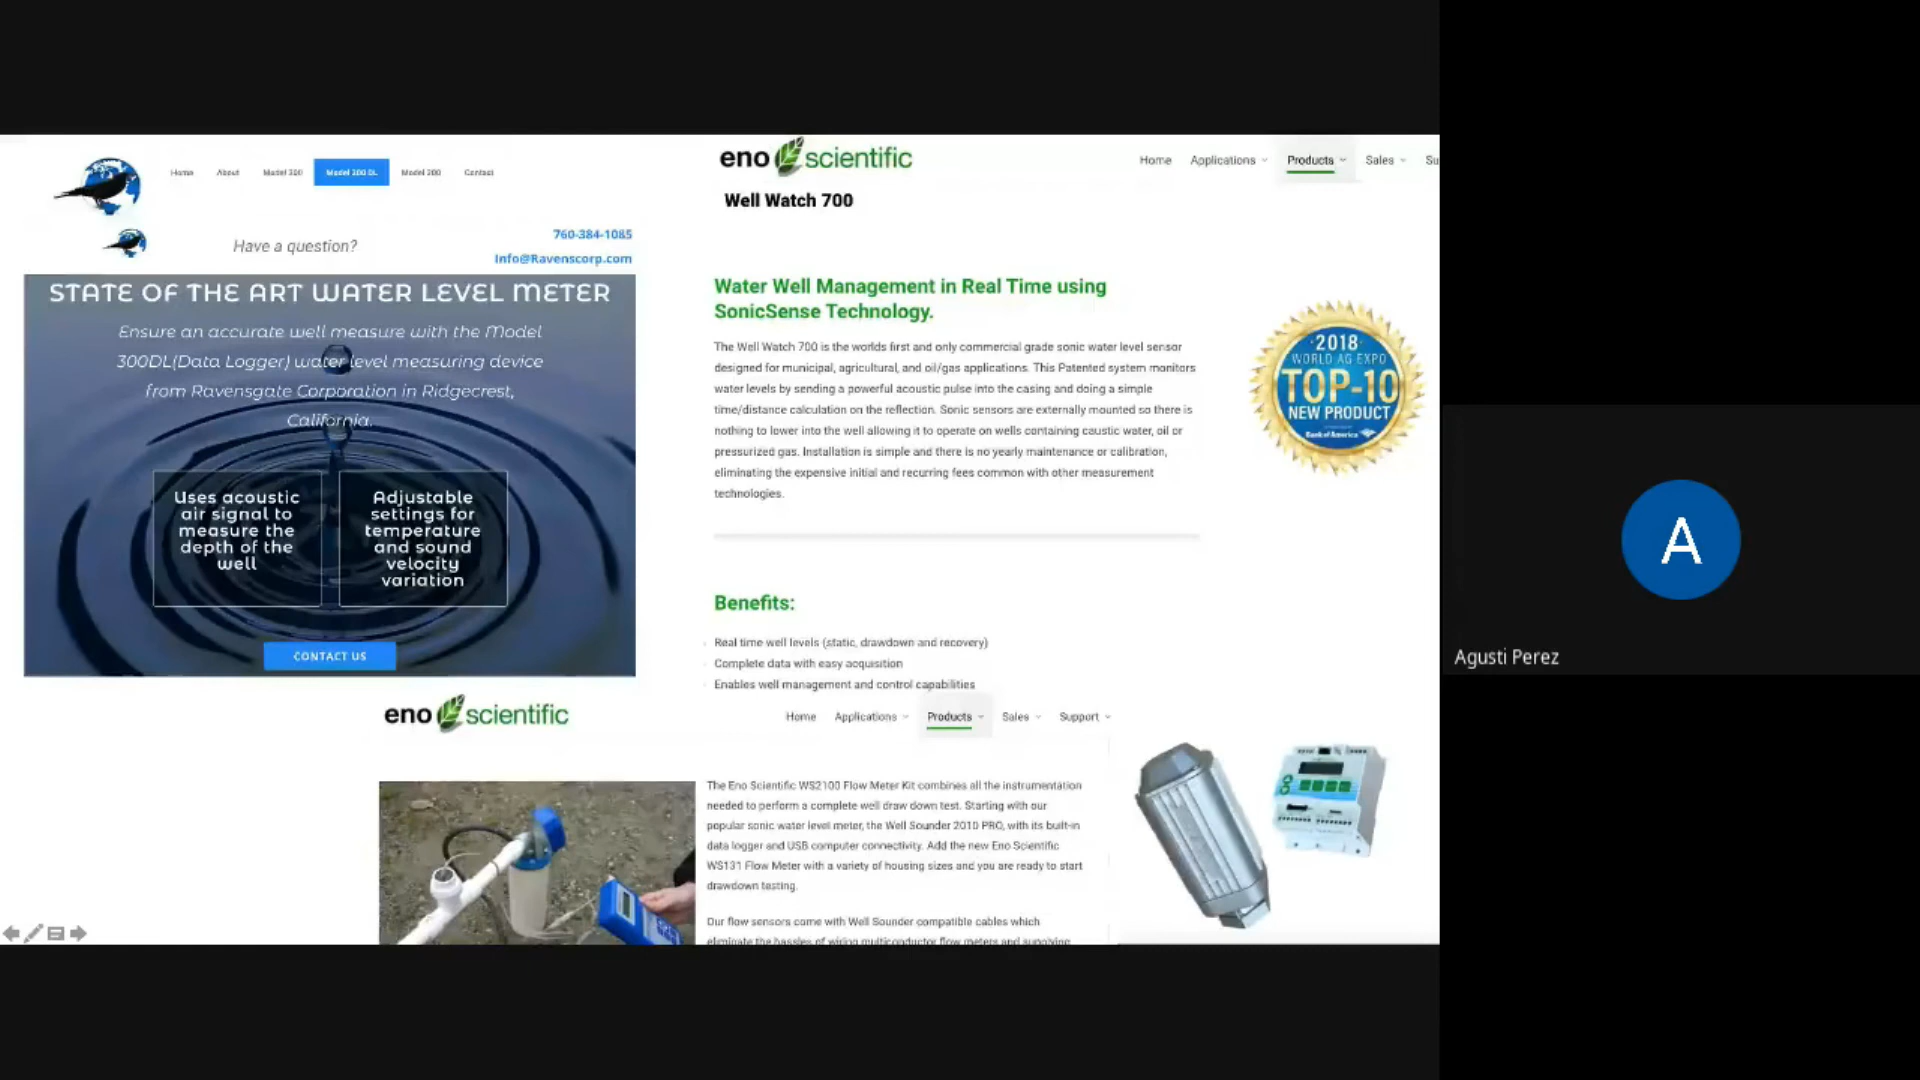 Home About Model 300 Model 300 DL Model 200 Contact
Have a question?
760-384-1085
Info@Ravenscorp.com
STATE OF THE ART WATER LEVEL METER
Ensure an accurate well measure with the Model
300DL(Data Logger) water level measuring device
from Ravensgate Corporation in Ridgecrest,
California.
Uses acoustic
air signal to
measure the
depth of the
well
Adjustable
settings for
temperature
and sound
velocity
variation
CONTACT US
eno scientific
Home Applications Products Sales Su
Well Watch 700
Water Well Management in Real Time using
SonicSense Technology.
The Well Watch 700 is the worlds first and only commercial grade sonic water level sensor
designed for municipal, agricultural, and oil/gas applications. This Patented system monitors
water levels by sending a powerful acoustic pulse into the casing and doing a simple
time/distance calculation on the reflection. Sonic sensors are externally mounted so there is
nothing to lower into the well allowing it to operate on wells containing caustic water, oil or
pressurized gas. Installation is simple and there is no yearly maintenance or calibration,
eliminating the expensive initial and recurring fees common with other measurement
technologies.
2018
WORLD AG EXPO
TOP-10
NEW PRODUCT
Bank of America
Benefits:
Real time well levels (static, drawdown and recovery)
Complete data with easy acquisition
Enables well management and control capabilities
eno scientific
Home Applications Products Sales Support
The Eno Scientific WS2100 Flow Meter Kit combines all the instrumentation
needed to perform a complete well draw down test. Starting with our
popular sonic water level meter, the Well Sounder 2010 PRO, with its built-in
data logger and USB computer connectivity. Add the new Eno Scientific
WS131 Flow Meter with a variety of housing sizes and you are ready to start
drawdown testing.
Our flow sensors come with Well Sounder compatible cables which
eliminate the hassles of wiring multiconductor flow meters and supplying
A
Agusti Perez